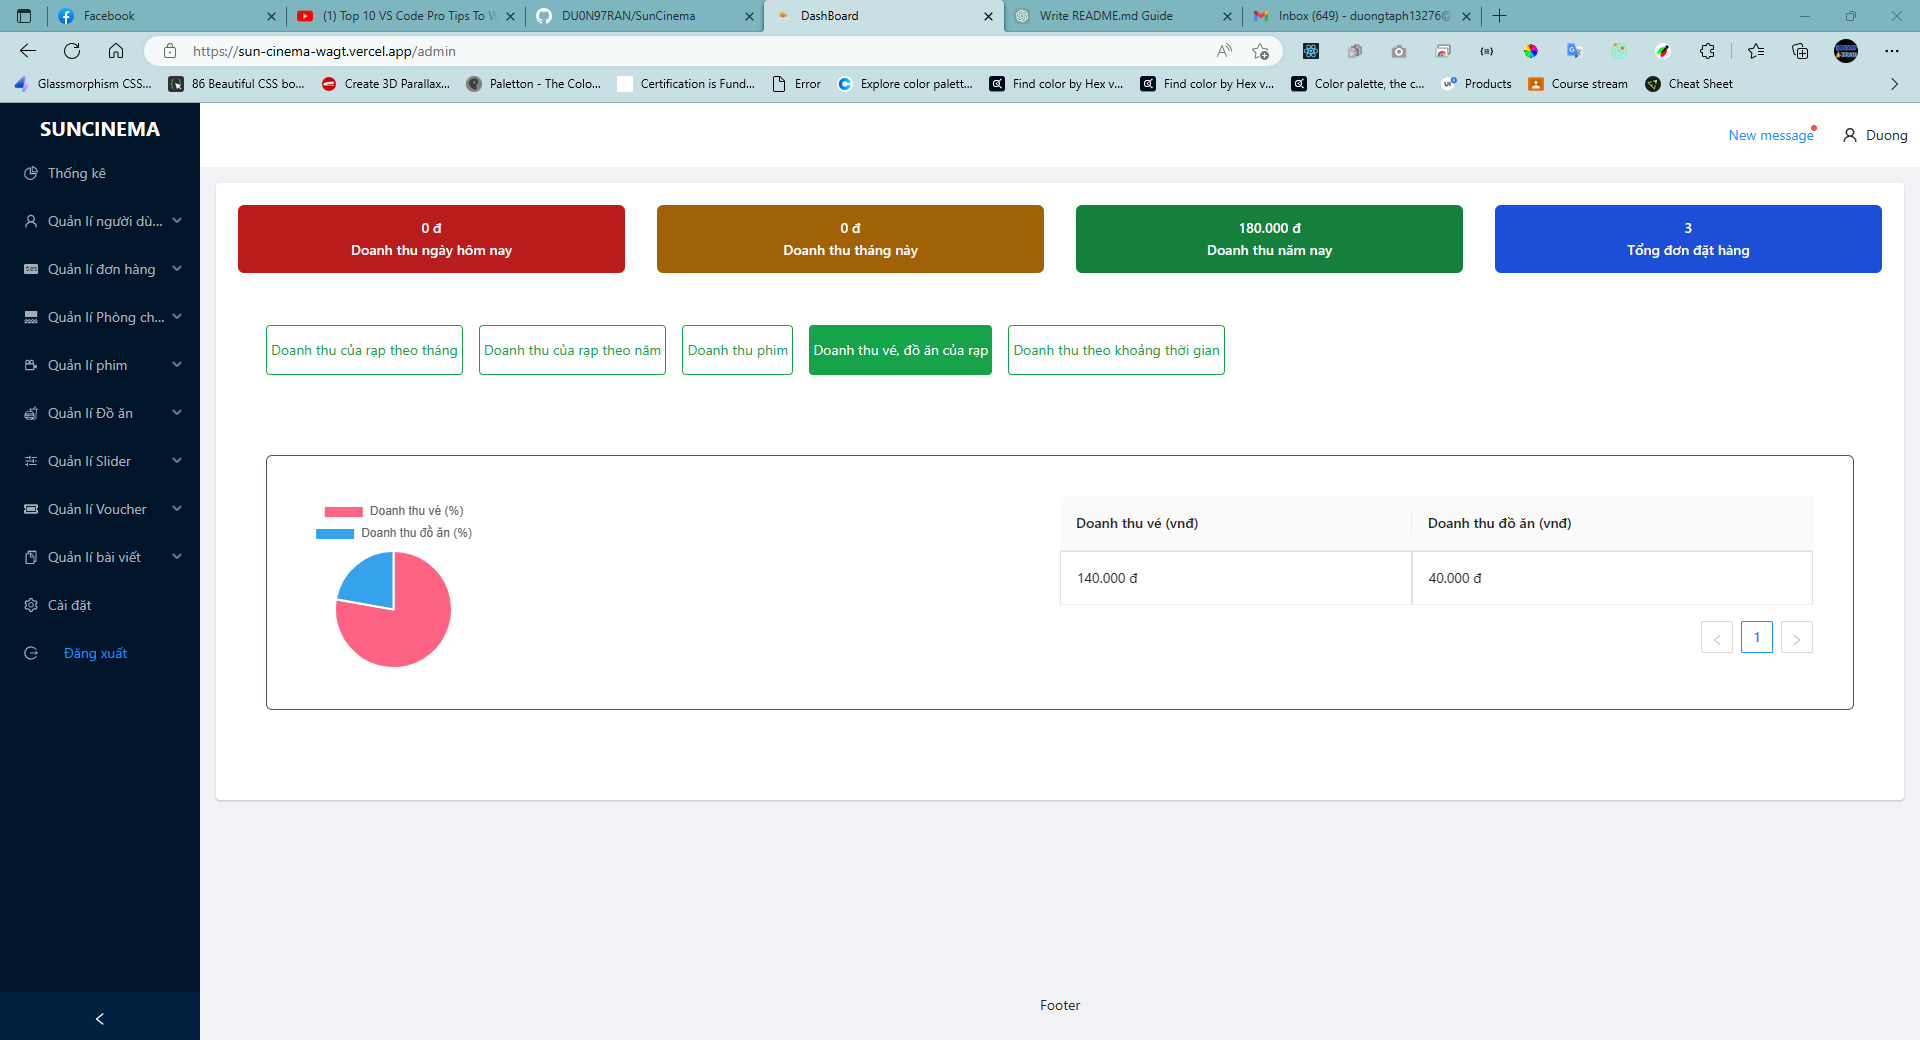 Facebook
(1) Top 10 VS Code Pro Tips To
DU0N97RAN/SunCinema
DashBoard
Write README.md Guide
Inbox (649) - duongtaph13276@
https://sun-cinema-wagt.vercel.app/admin
Glassmorphism CSS...
86 Beautiful CSS bo...
Create 3D Parallax...
Paletton - The Colo...
Certification is Fund...
Error
Explore color palett...
Find color by Hex v...
Find color by Hex v...
Color palette, the c...
Products
Course stream
Cheat Sheet
SUNCINEMA
New message
Duong
Thống kê
Quản lí người dù...
Quản lí đơn hàng
Quản lí Phòng ch...
Quản lí phim
Quản lí Đồ ăn
Quản lí Slider
Quản lí Voucher
Quản lí bài viết
Cài đặt
Đăng xuất
0 đ
Doanh thu ngày hôm nay
0 đ
Doanh thu tháng này
180.000 đ
Doanh thu năm nay
3
Tổng đơn đặt hàng
Doanh thu của rạp theo tháng
Doanh thu của rạp theo năm
Doanh thu phim
Doanh thu vé, đồ ăn của rạp
Doanh thu theo khoảng thời gian
Doanh thu vé (%)
Doanh thu đồ ăn (%)
Doanh thu vé (vnđ)
Doanh thu đồ ăn (vnđ)
140.000 đ
40.000 đ
1
Footer